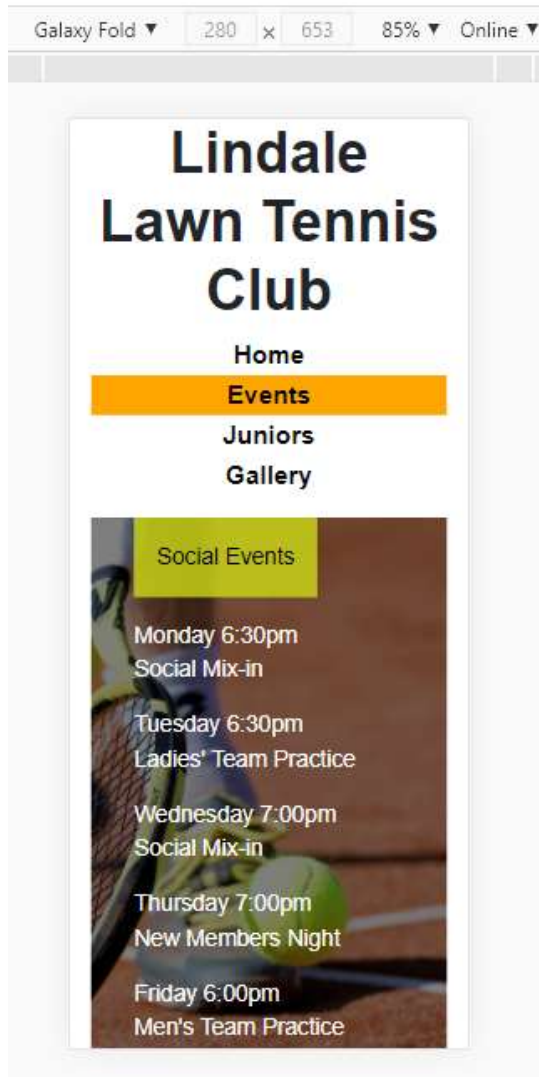 Galaxy Fold ▼ 280 × 653 85% ▼ Online ▼
Lindale
Lawn Tennis
Club
Home
Events
Juniors
Gallery
Social Events
Monday 6:30pm
Social Mix-in
Tuesday 6:30pm
Ladies' Team Practice
Wednesday 7:00pm
Social Mix-in
Thursday 7:00pm
New Members Night
Friday 6:00pm
Men's Team Practice